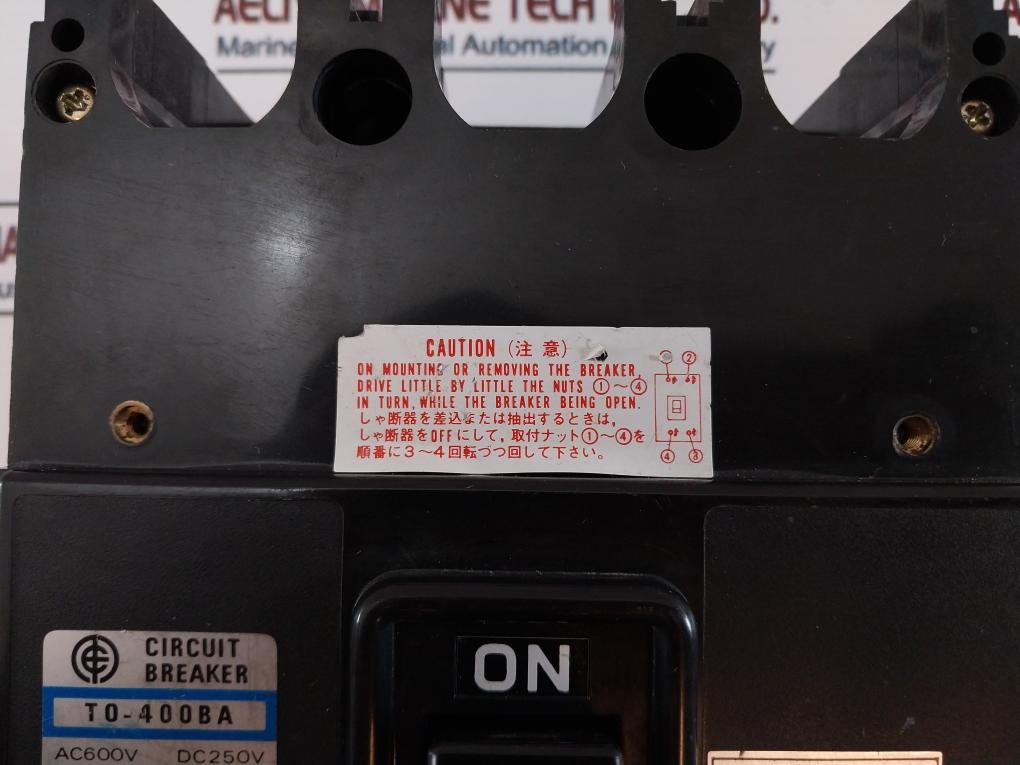 Automation
CAUTION (注意)
ON MOUNTING OR REMOVING THE BREAKER,
DRIVE LITTLE BY LITTLE THE NUTS ①~④
IN TURN, WHILE THE BREAKER BEING OPEN.
しゃ断器を差込または抽出するときは,
しゃ断器をOFFにして,取付ナット①~④を
順番に3~4回転づつ回して下さい。
②
④ ③
ON
CIRCUIT
BREAKER
TO-400BA
AC600V DC250V